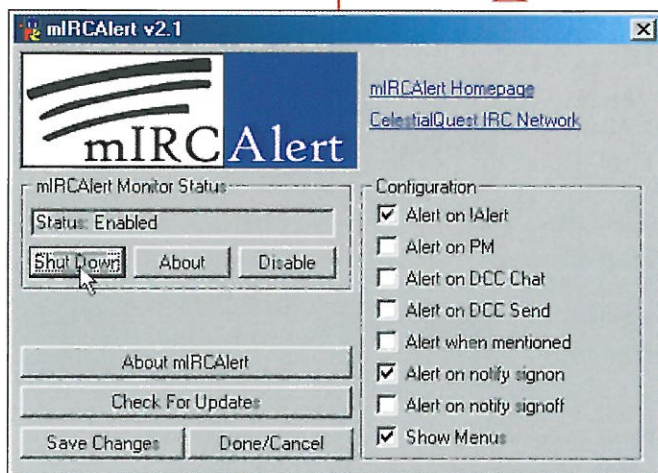 mIRCAlert v2.1
mIRC Alert
mIRCAlert Homepage
CelestialQuest IRC Network
mIRCAlert Monitor Status
Status: Enabled
Shut Down
About
Disable
About mIRCAlert
Check For Updates
Save Changes
Done/Cancel
Configuration
Alert on !Alert
Alert on PM
Alert on DCC Chat
Alert on DCC Send
Alert when mentioned
Alert on notify signon
Alert on notify signoff
Show Menus